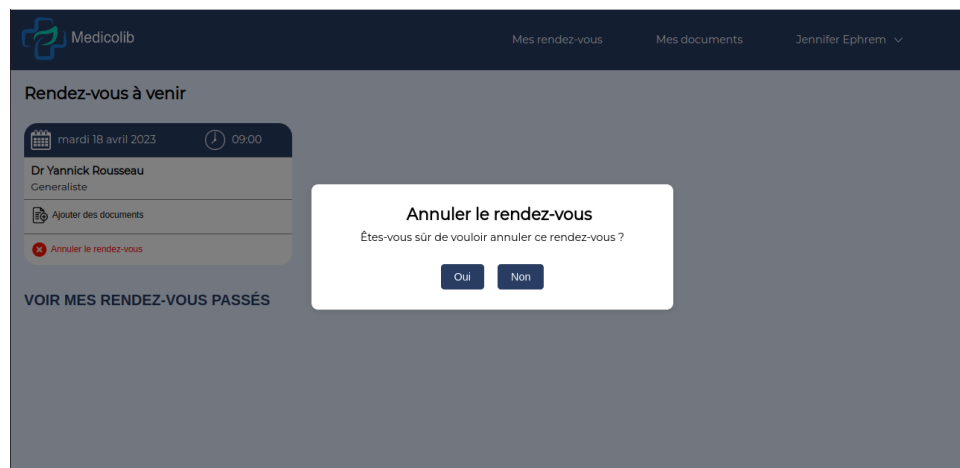 Medicolib
Mes rendez-vous
Mes documents
Jennifer Ephrem
Rendez-vous à venir
mardi 18 avril 2023
09:00
Dr Yannick Rousseau
Generaliste
Ajouter des documents
Annuler le rendez-vous
VOIR MES RENDEZ-VOUS PASSÉS
Annuler le rendez-vous
Êtes-vous sûr de vouloir annuler ce rendez-vous ?
Oui
Non